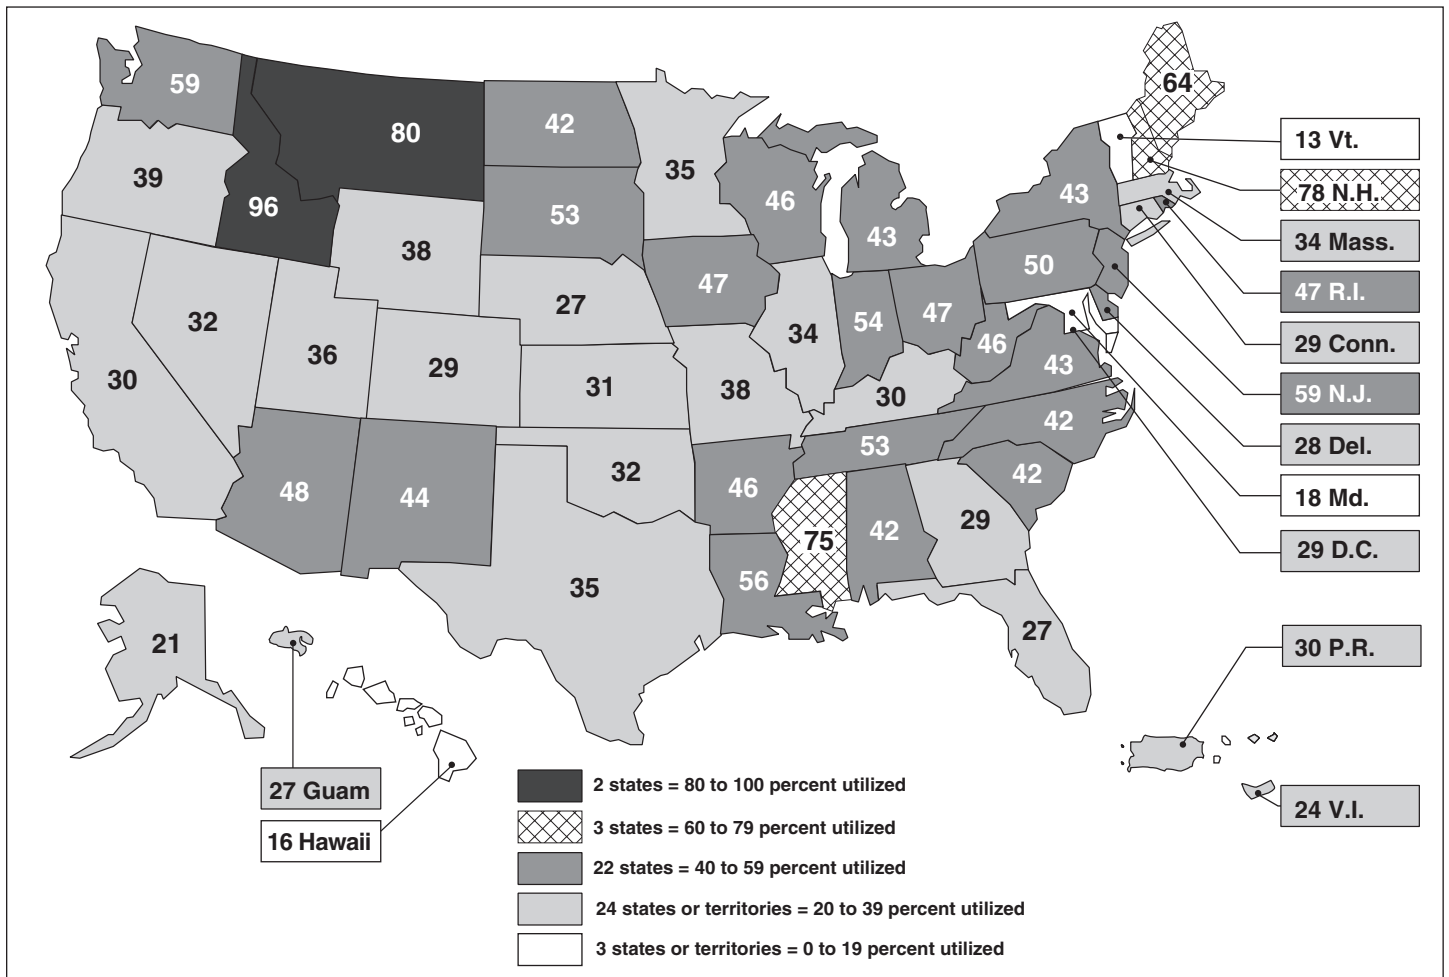 64
59
80
42
13 Vt.
39
35
78 N.H.
96
53
46
43
43
34 Mass.
38
50
47
47 R.I.
27
32
54
47
34
46
29 Conn.
36
29
43
30
31
38
30
59 N.J.
42
53
28 Del.
32
48
44
46
42
18 Md.
29
75
42
29 D.C.
56
35
27
21
30 P.R.
27 Guam
2 states = 80 to 100 percent utilized
24 V.I.
16 Hawaii
3 states = 60 to 79 percent utilized
22 states = 40 to 59 percent utilized
24 states or territories = 20 to 39 percent utilized
3 states or territories = 0 to 19 percent utilized